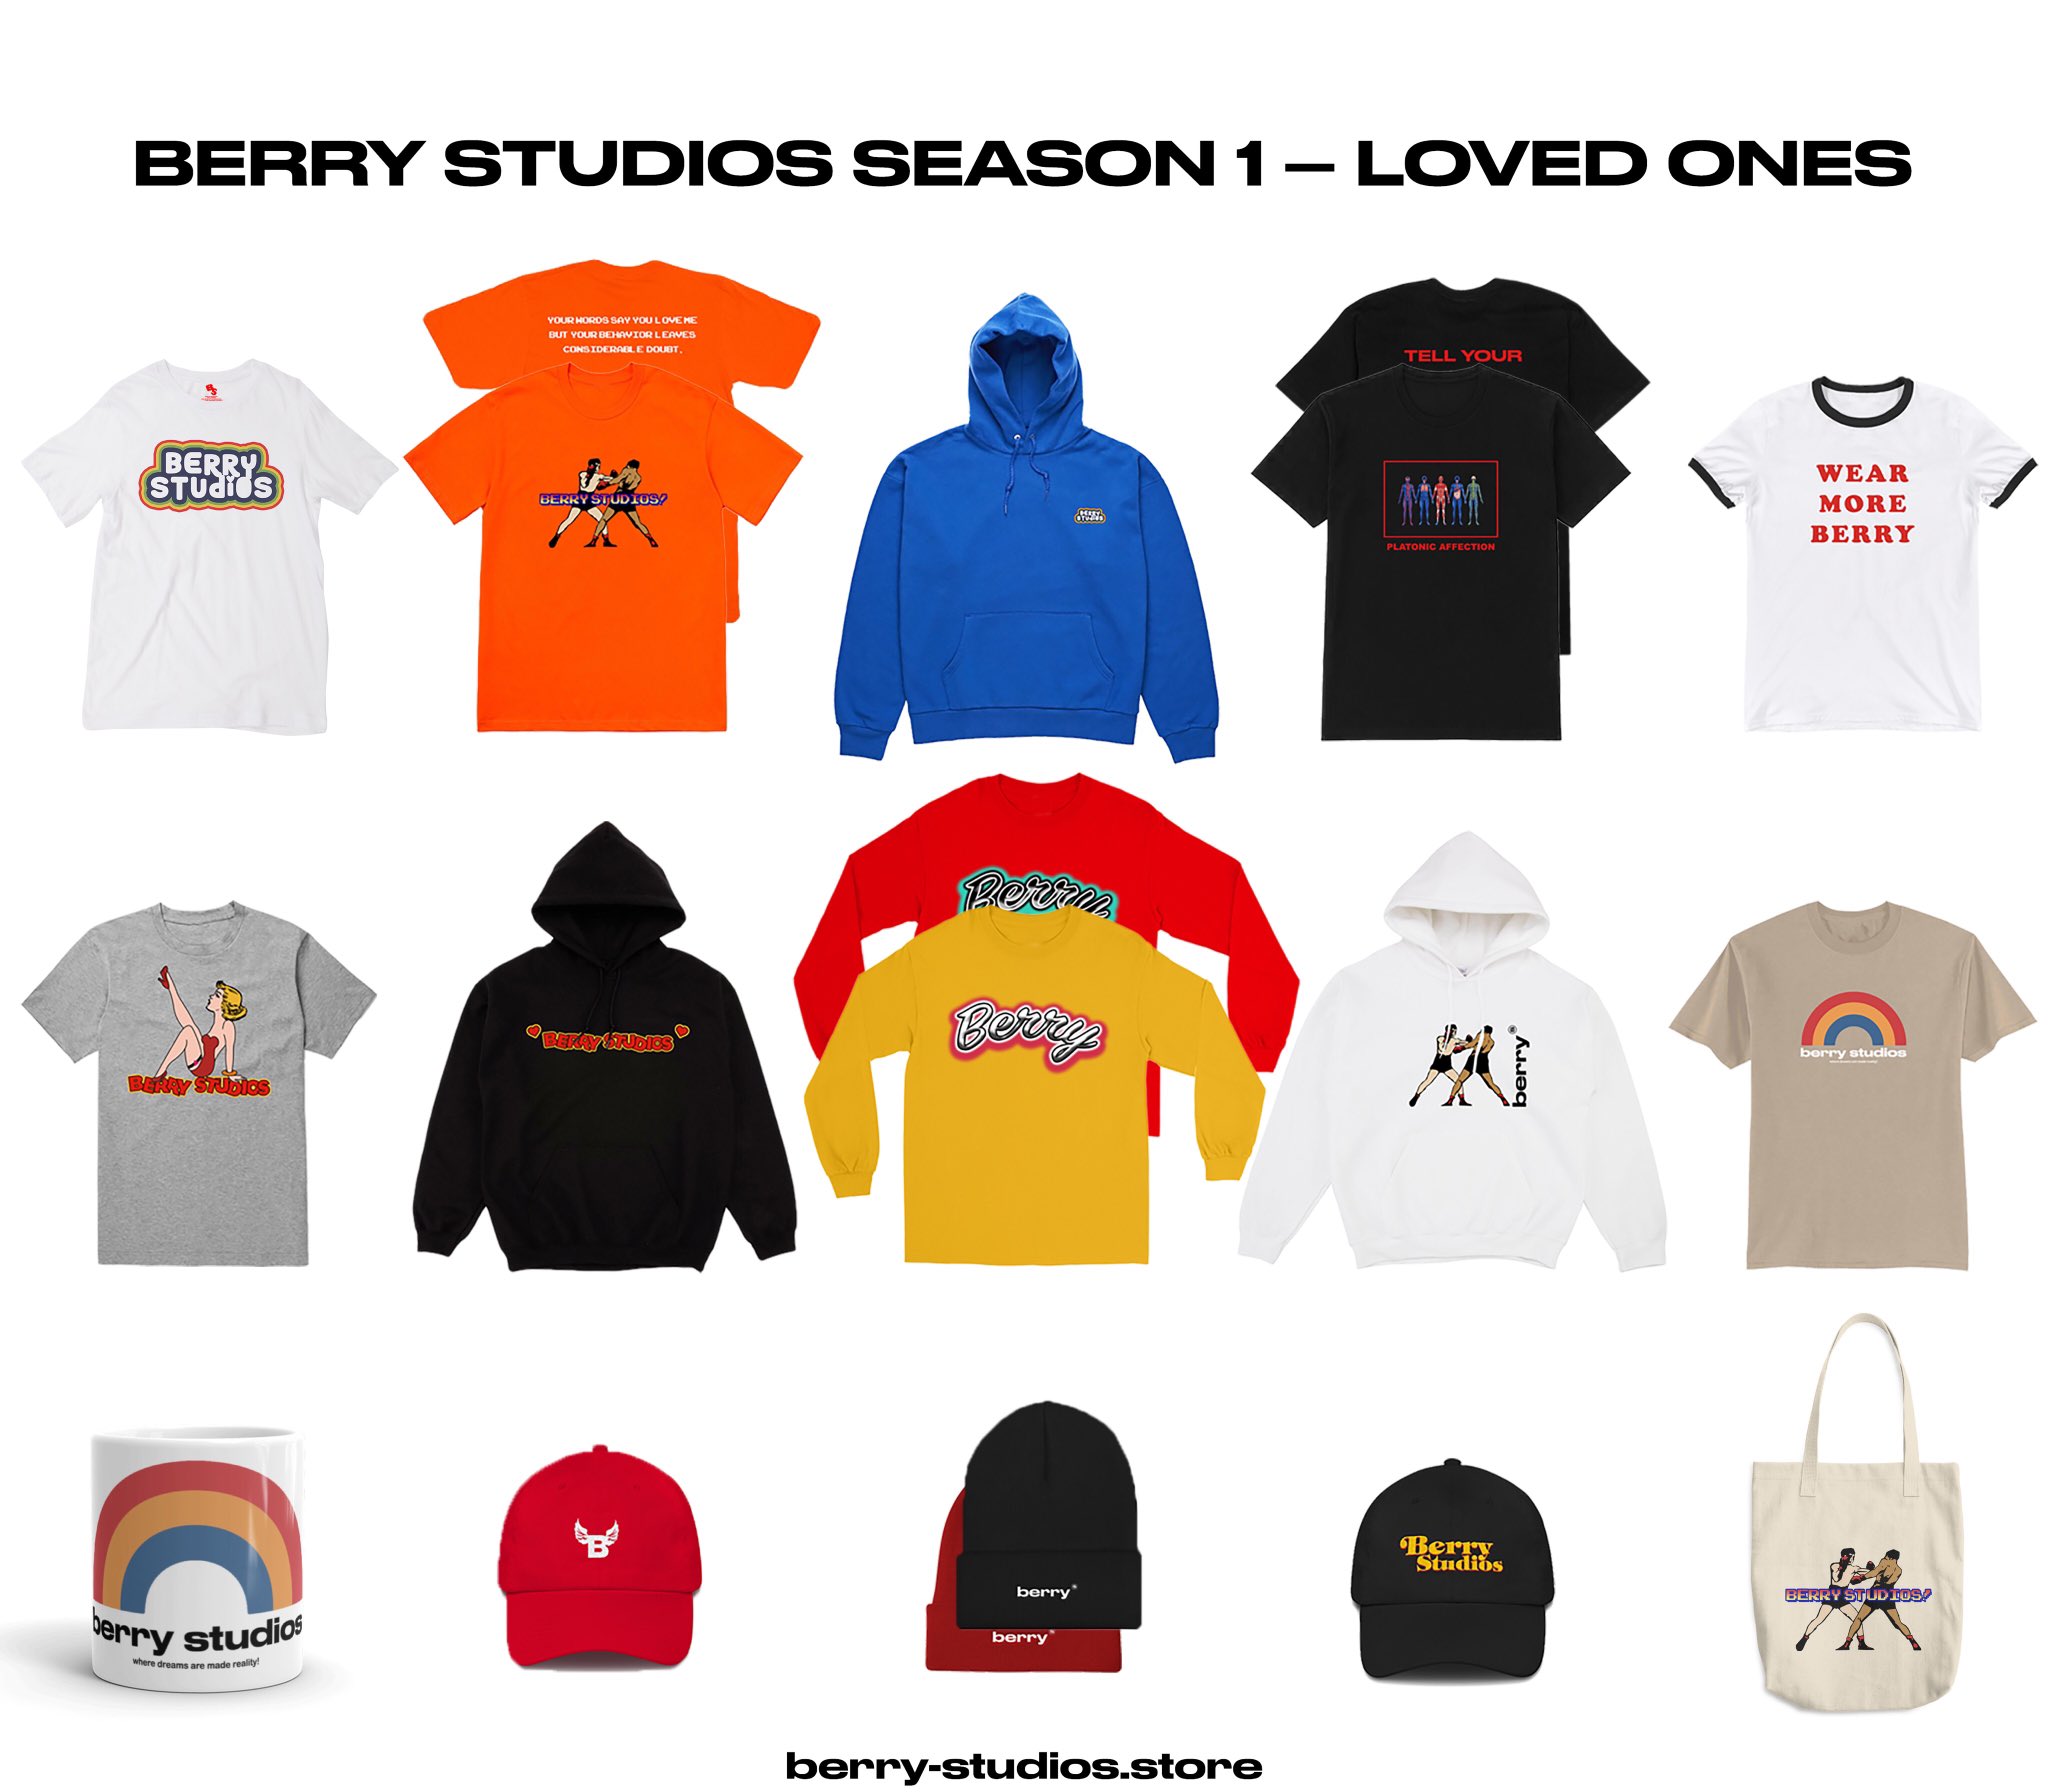 BERRY STUDIOS SEASON 1 – LOVED ONES
BERRY
STUDIOS
YOUR WORDS SAY YOU LOVE ME
BUT YOUR BEHAVIOR LEAVES
CONSIDERABLE DOUBT.
BERRY STUDIOS!
BERRY
STUDIOS
TELL YOUR
PLATONIC AFFECTION
WEAR
MORE
BERRY
BERRY STUDIOS
BERRY STUDIOS
Berry
Berry
berry®
berry studios
berry studios
where dreams are made reality!
B
berry®
berry®
Berry
Studios
BERRY STUDIOS!
berry-studios.store